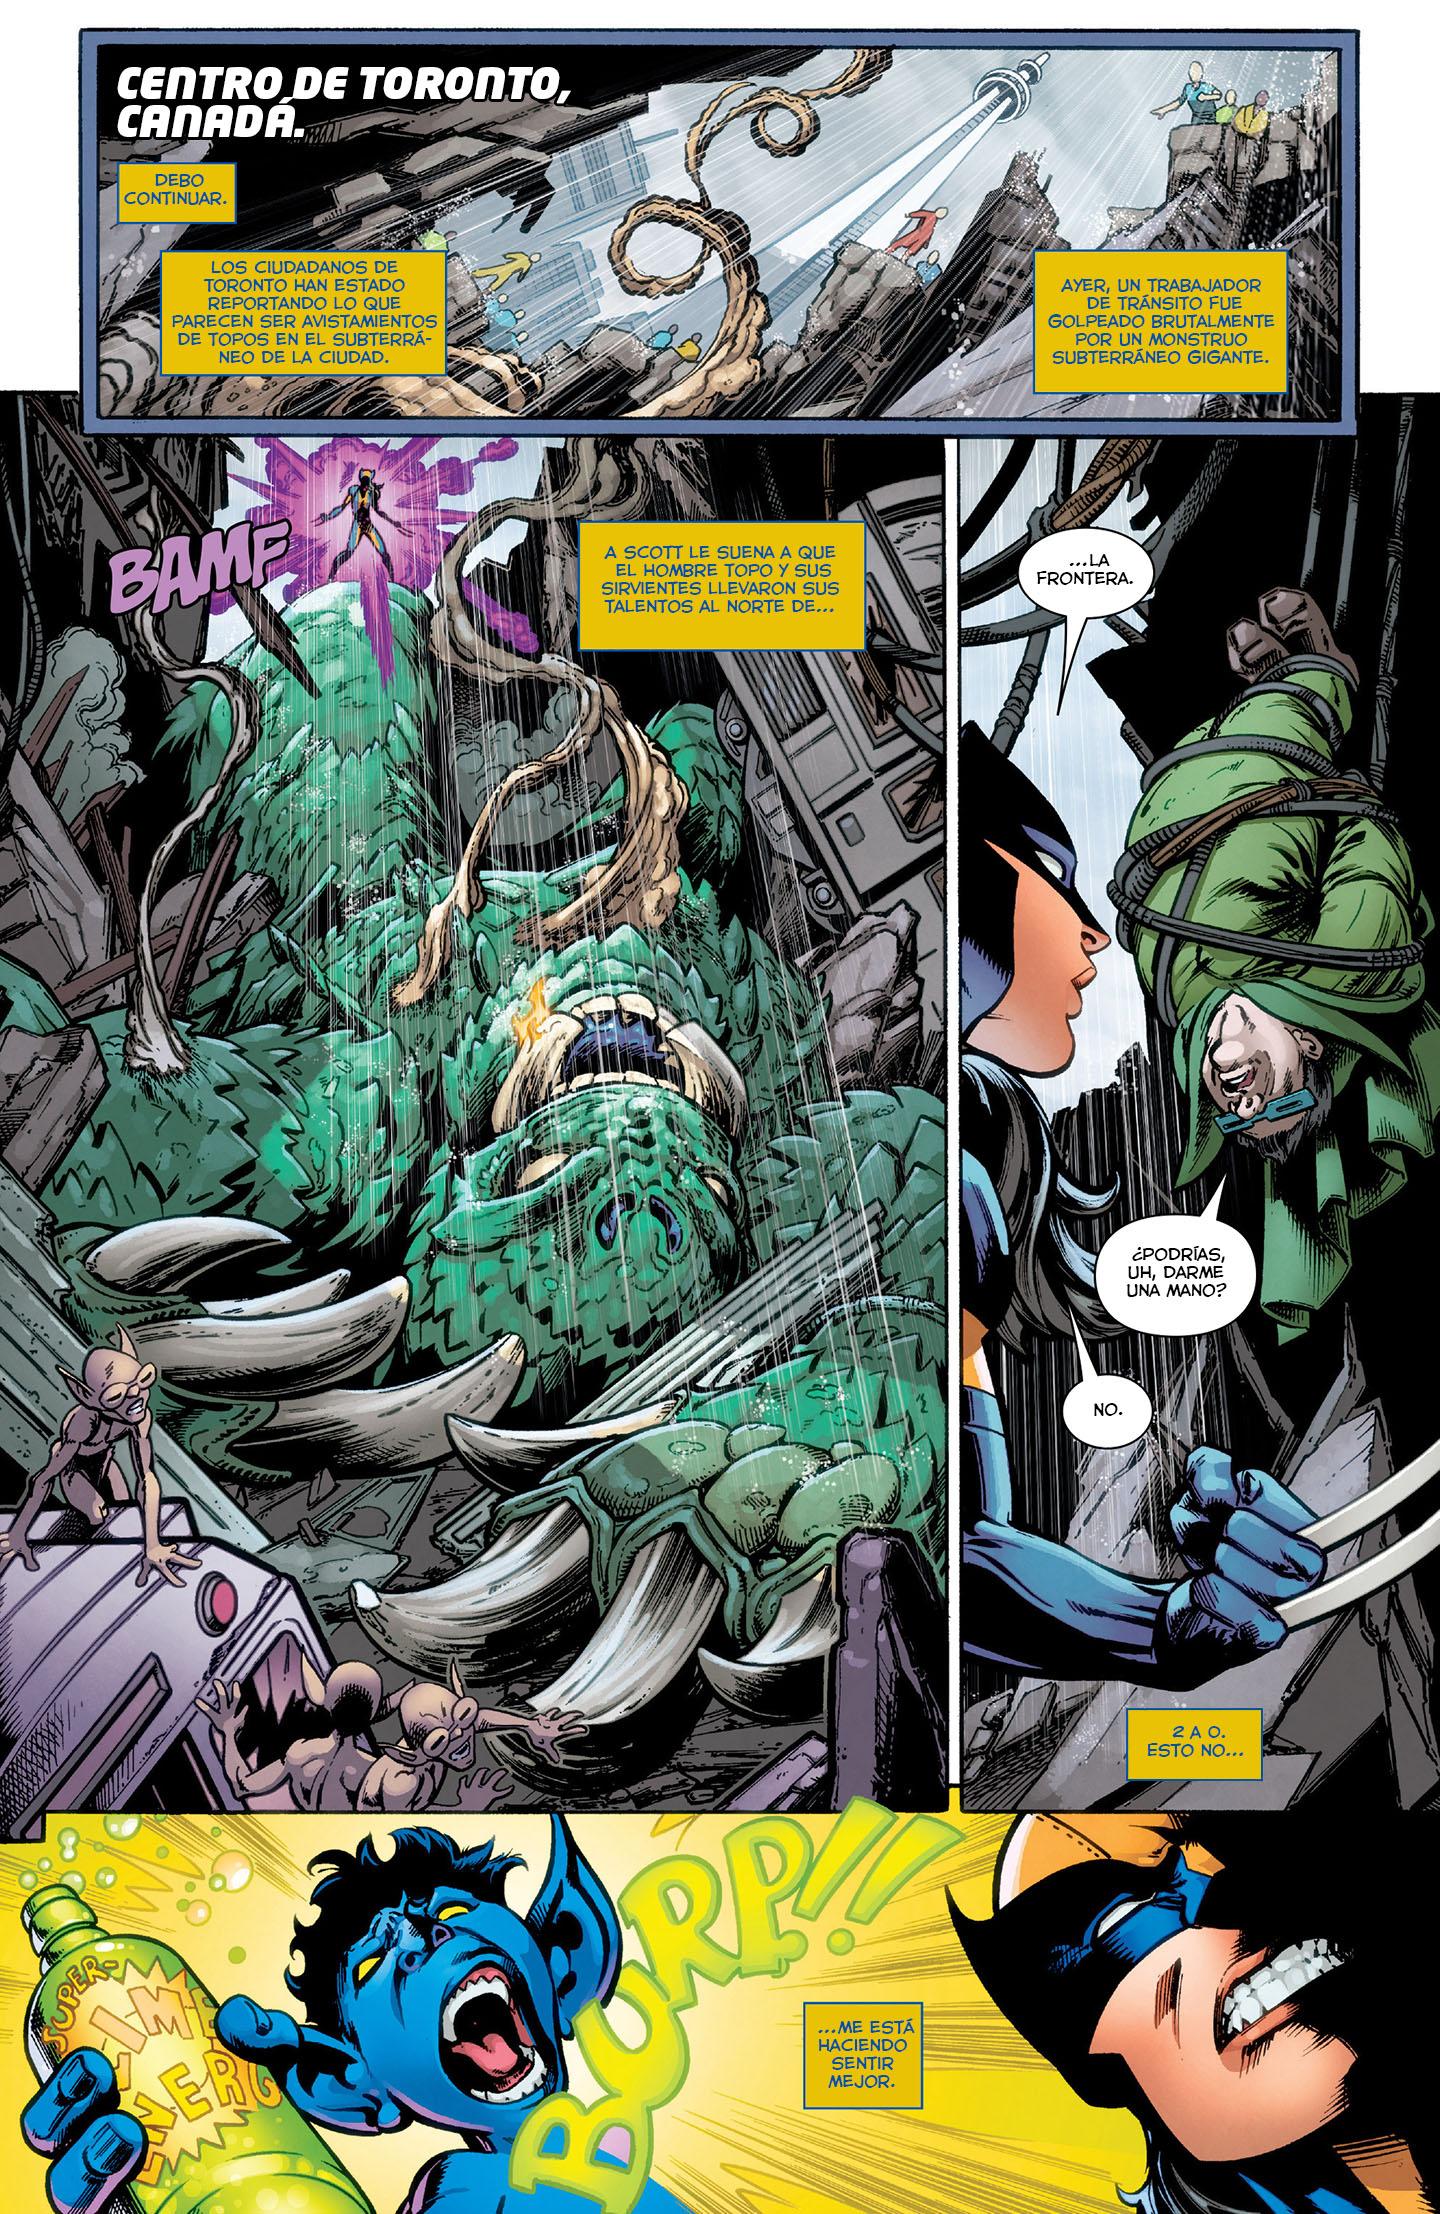 CENTRO DE TORONTO,
CANADÁ.
DEBO
CONTINUAR.
LOS CIUDADANOS DE
TORONTO HAN ESTADO
REPORTANDO LO QUE
PARECEN SER AVISTAMIENTOS
DE TOPOS EN EL SUBTERRÁ-
NEO DE LA CIUDAD.
AYER, UN TRABAJADOR
DE TRÁNSITO FUE
GOLPEADO BRUTALMENTE
POR UN MONSTRUO
SUBTERRÁNEO GIGANTE.
BAMF
A SCOTT LE SUENA A QUE
EL HOMBRE TOPO Y SUS
SIRVIENTES LLEVARON SUS
TALENTOS AL NORTE DE...
...LA
FRONTERA.
¿PODRÍAS,
UH, DARME
UNA MANO?
NO.
2 A 0.
ESTO NO...
SUPER-
LIME
ENERG
BURP!!
...ME ESTÁ
HACIENDO
SENTIR
MEJOR.